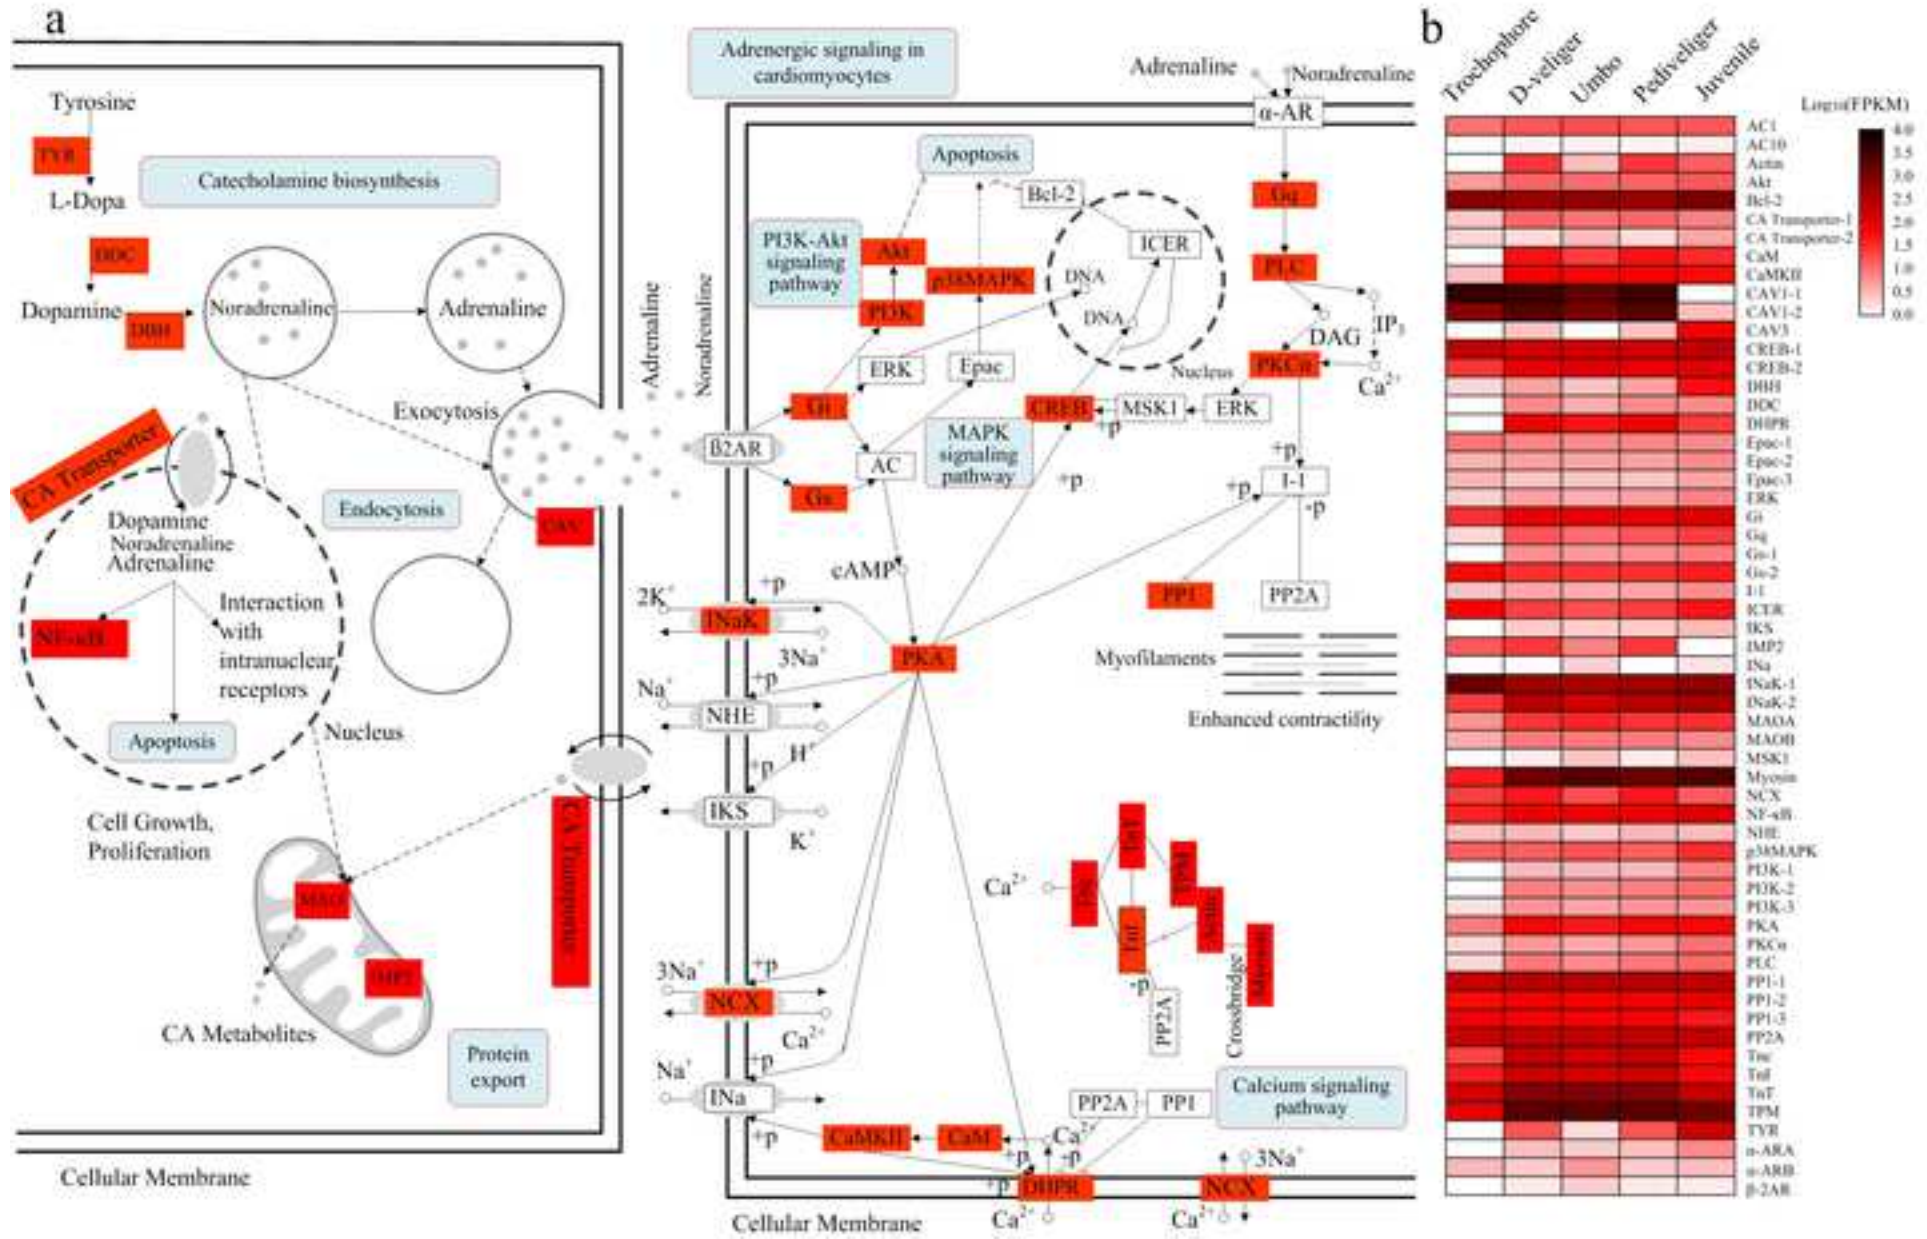 a
Tyrosine
TYR
L-Dopa
Catecholamine biosynthesis
DDC
Dopamine
DBH
Noradrenaline
Adrenaline
Exocytosis
CA Transporter
Dopamine
Noradrenaline
Adrenaline
Endocytosis
CAV
NF-κB
Interaction
with
intranuclear
receptors
Apoptosis
Nucleus
Cell Growth,
Proliferation
MAO
IMP2
CA Metabolites
Protein
export
Cellular Membrane
Adrenergic signaling in
cardiomyocytes
Adrenaline
Noradrenaline
Adrenaline
Noradrenaline
α-AR
Apoptosis
Bcl-2
Gq
PI3K-Akt
signaling
pathway
Akt
p38MAPK
PI3K
ICER
DNA
DNA
PLC
DAG
IP3
Ca2+
PKCα
Nucleus
ERK
Epac
Gi
CREB
MSK1
ERK
+p
ß2AR
AC
MAPK
signaling
pathway
Gs
+p
+p
+p
I-1
-p
cAMP
PP1
PP2A
2K+
+p
INaK
3Na+
PKA
Myofilaments
Enhanced contractility
Na+
+p
NHE
H+
+p
IKS
K+
Ca2+
TnT
TPM
TnI
Actin
Myosin
Crossbridge
-p
PP2A
3Na+
+p
NCX
Ca2+
+p
Na+
INa
+p
CaMKII
CaM
Ca2+
PP2A
PP1
Calcium signaling
pathway
+p
-p
+p
DHPR
Ca2+
3Na+
NCX
Ca2+
Cellular Membrane
b
Trochophore
D-veliger
Umbo
Pediveliger
Juvenile
Log10(FPKM)
4.0
3.5
3.0
2.5
2.0
1.5
1.0
0.5
0.0
AC1
AC10
Actin
Akt
Bcl-2
CA Transporter-1
CA Transporter-2
CaM
CaMKII
CAV1-1
CAV1-2
CAV3
CREB-1
CREB-2
DBH
DDC
DHPR
Epac-1
Epac-2
Epac-3
ERK
Gi
Gq
Gs-1
Gs-2
I-1
ICER
IKS
IMP2
INa
INaK-1
INaK-2
MAOA
MAOB
MSK1
Myosin
NCX
NF-κB
NHE
p38MAPK
PI3K-1
PI3K-2
PI3K-3
PKA
PKCα
PLC
PP1-1
PP1-2
PP1-3
PP2A
Tnc
TnI
TnT
TPM
TYR
α-ARA
α-ARB
β-2AR